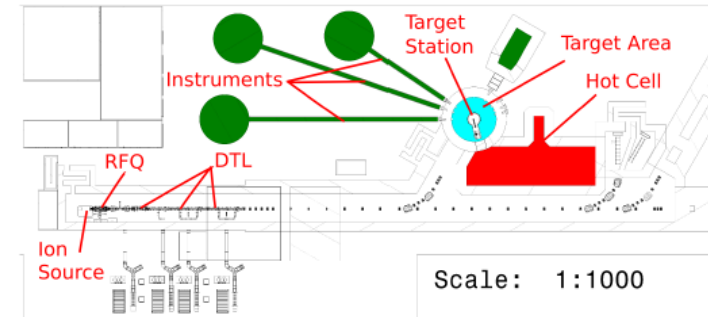 Target
Station
Target Area
Instruments
Hot Cell
RFQ
DTL
Ion
Source
Scale: 1:1000